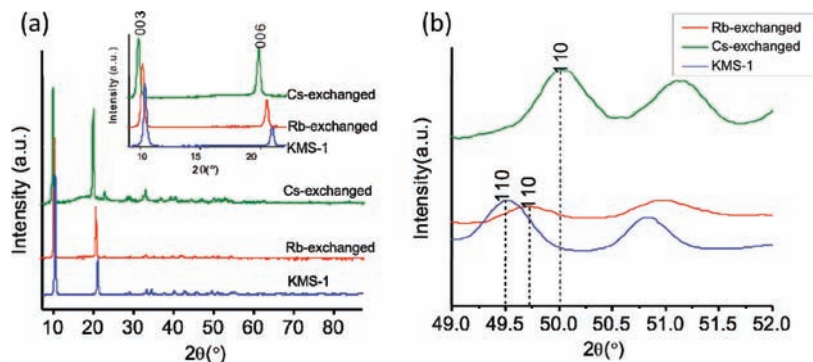 (a)
003
006
Intensity (a.u.)
Cs-exchanged
Rb-exchanged
KMS-1
10 15 21
2θ(°)
Intensity (a.u.)
Cs-exchanged
Rb-exchanged
KMS-1
10 20 30 40 50 60 70 80
2θ(°)
(b)
Rb-exchanged
Cs-exchanged
KMS-1
Intensity(a.u.)
110
110
110
49.0 49.5 50.0 50.5 51.1 51.5 52.0
2θ(°)